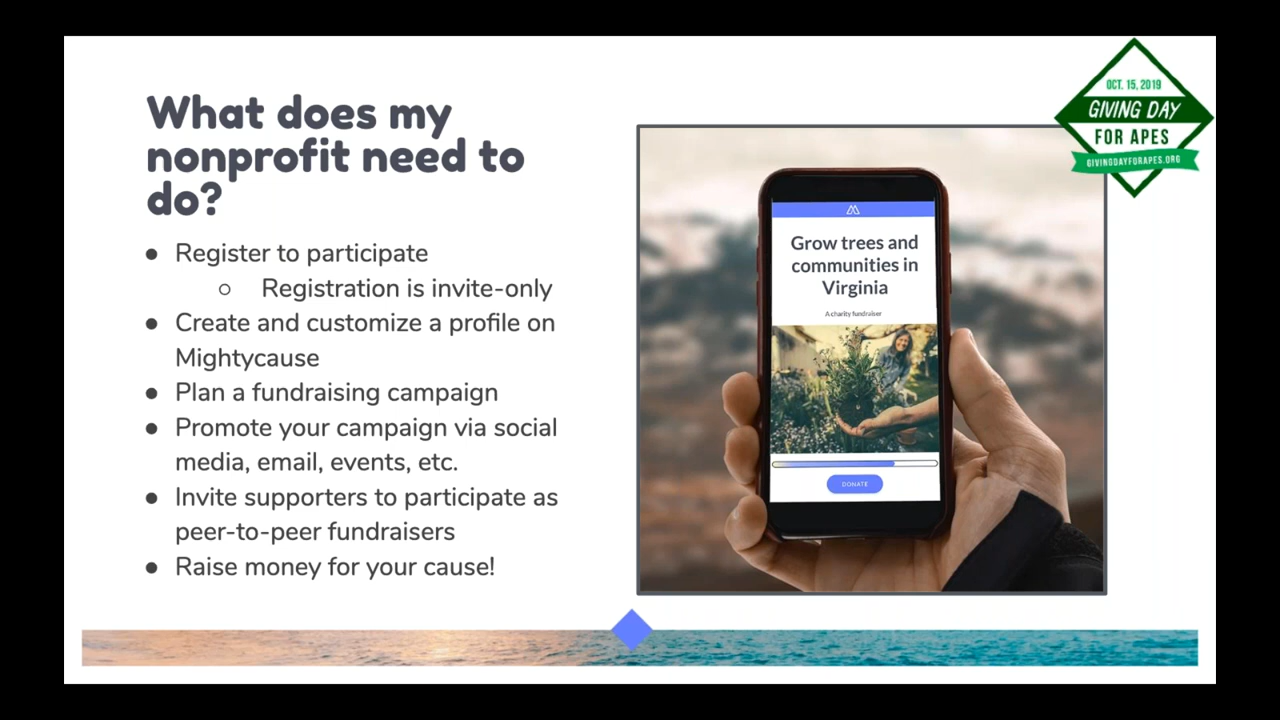 What does my
nonprofit need to
do?
● Register to participate
○ Registration is invite-only
● Create and customize a profile on
Mightycause
● Plan a fundraising campaign
● Promote your campaign via social
media, email, events, etc.
● Invite supporters to participate as
peer-to-peer fundraisers
● Raise money for your cause!
OCT. 15, 2019
GIVING DAY
FOR APES
GIVINGDAYFORAPES.ORG
Grow trees and
communities in
Virginia
A charity fundraiser
DONATE